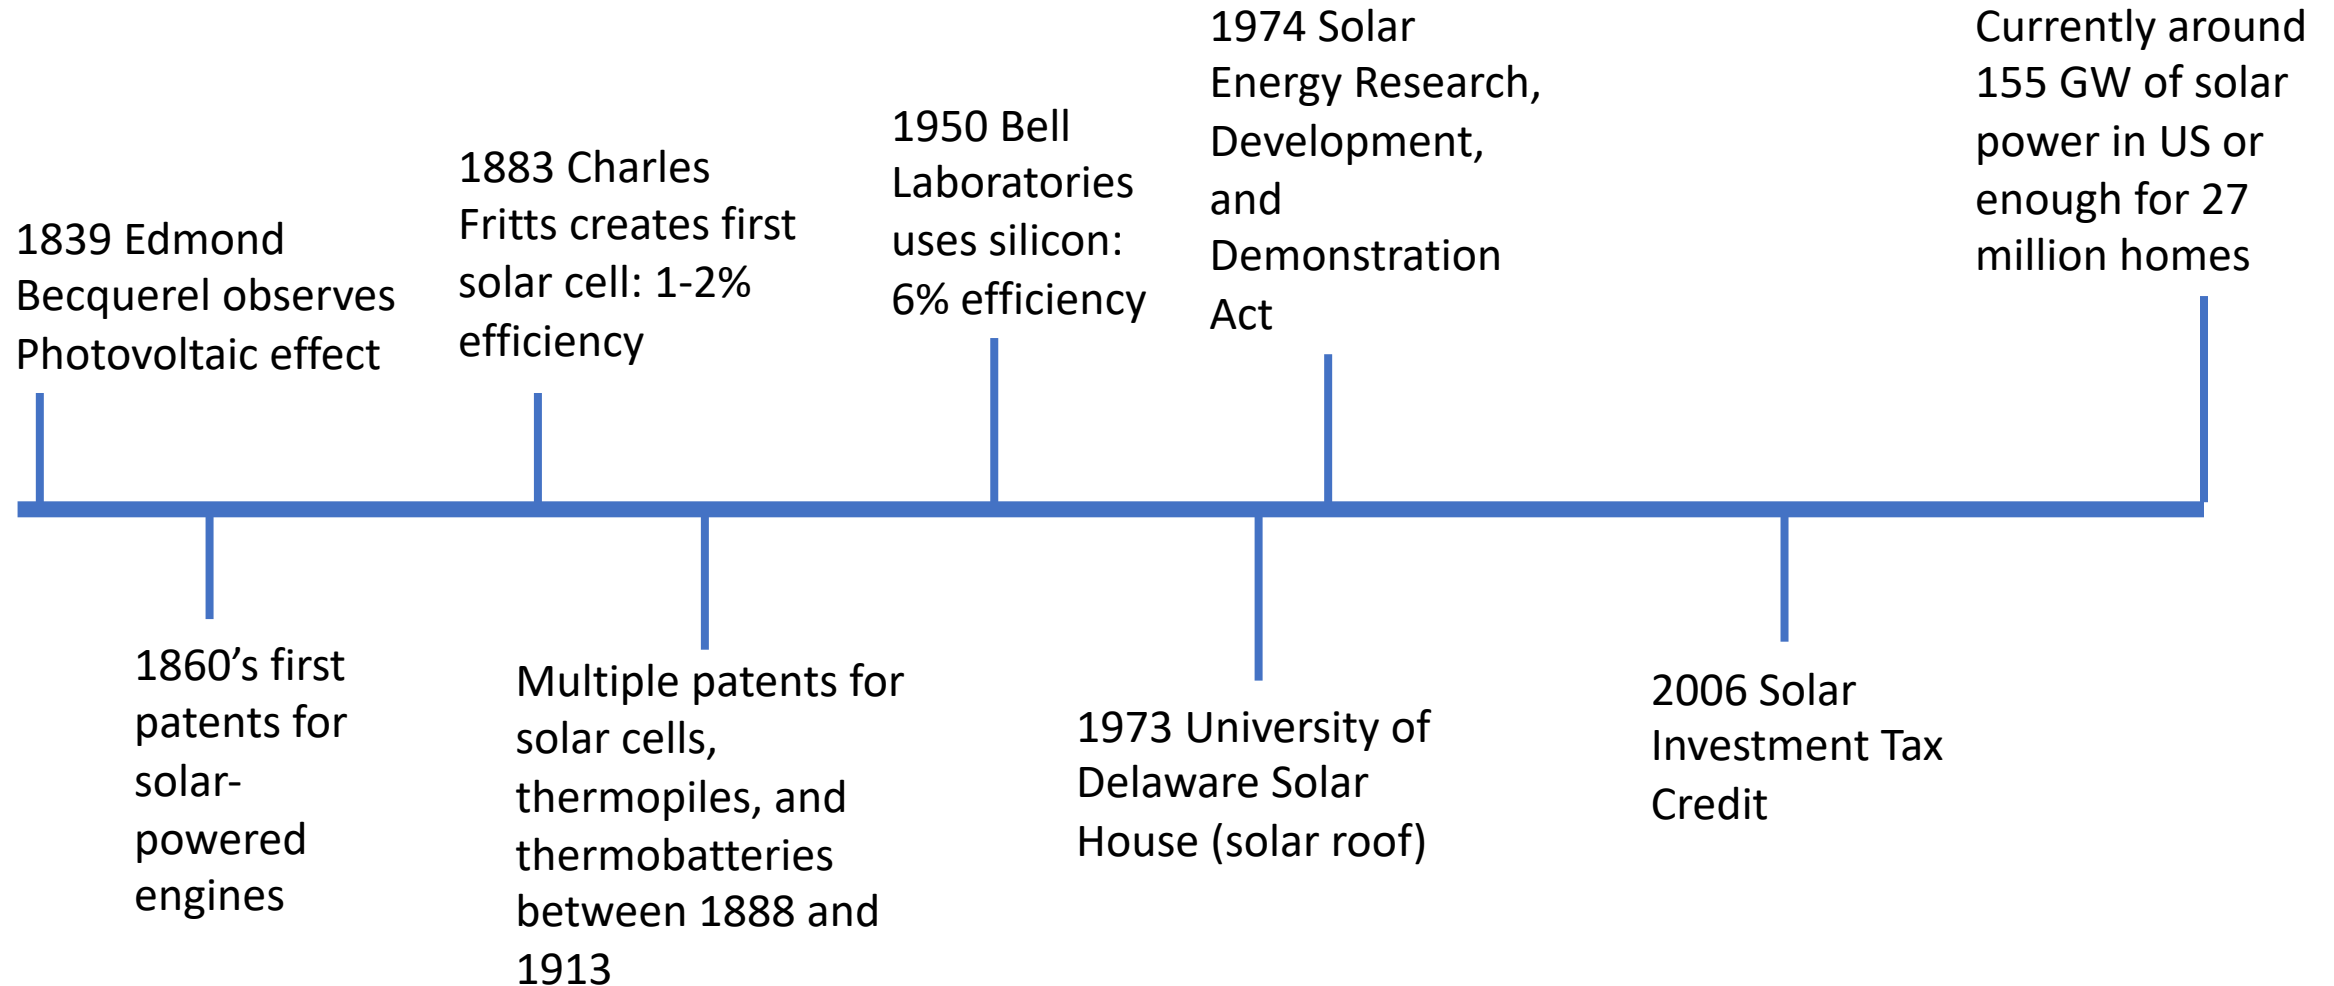 1839 Edmond
Becquerel observes
Photovoltaic effect
1883 Charles
Fritts creates first
solar cell: 1-2%
efficiency
1950 Bell
Laboratories
uses silicon:
6% efficiency
1974 Solar
Energy Research,
Development,
and
Demonstration
Act
Currently around
155 GW of solar
power in US or
enough for 27
million homes
1860’s first
patents for
solar-
powered
engines
Multiple patents for
solar cells,
thermopiles, and
thermobatteries
between 1888 and
1913
1973 University of
Delaware Solar
House (solar roof)
2006 Solar
Investment Tax
Credit